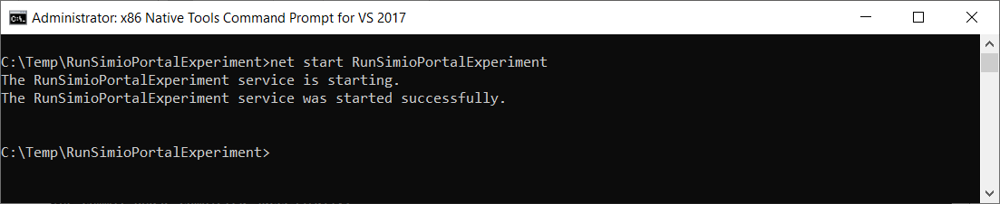 Administrator: x86 Native Tools Command Prompt for VS 2017
C:\Temp\RunSimioPortalExperiment>net start RunSimioPortalExperiment
The RunSimioPortalExperiment service is starting.
The RunSimioPortalExperiment service was started successfully.
C:\Temp\RunSimioPortalExperiment>